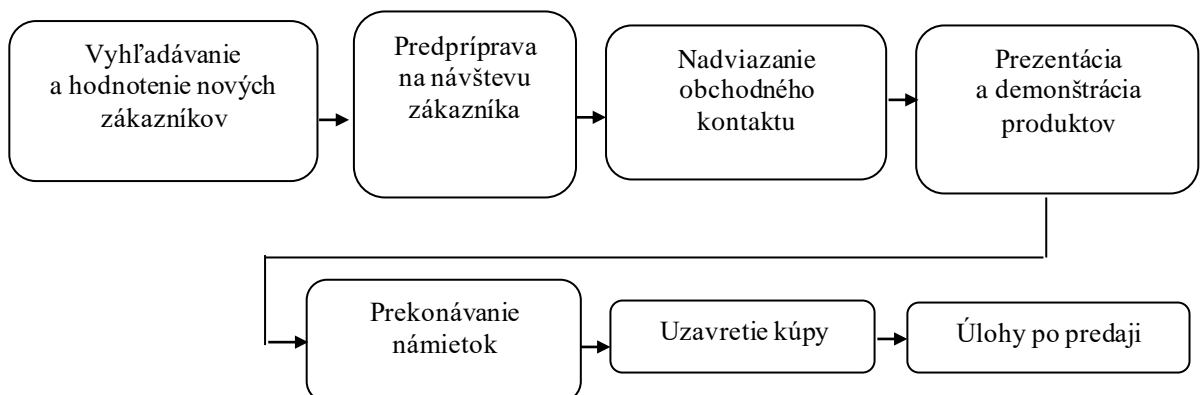 Vyhľadávanie
a hodnotenie nových
zákazníkov
Predpríprava
na návštevu
zákazníka
Nadviazanie
obchodného
kontaktu
Prezentácia
a demonštrácia
produktov
Prekonávanie
námietok
Uzavretie kúpy
Úlohy po predaji